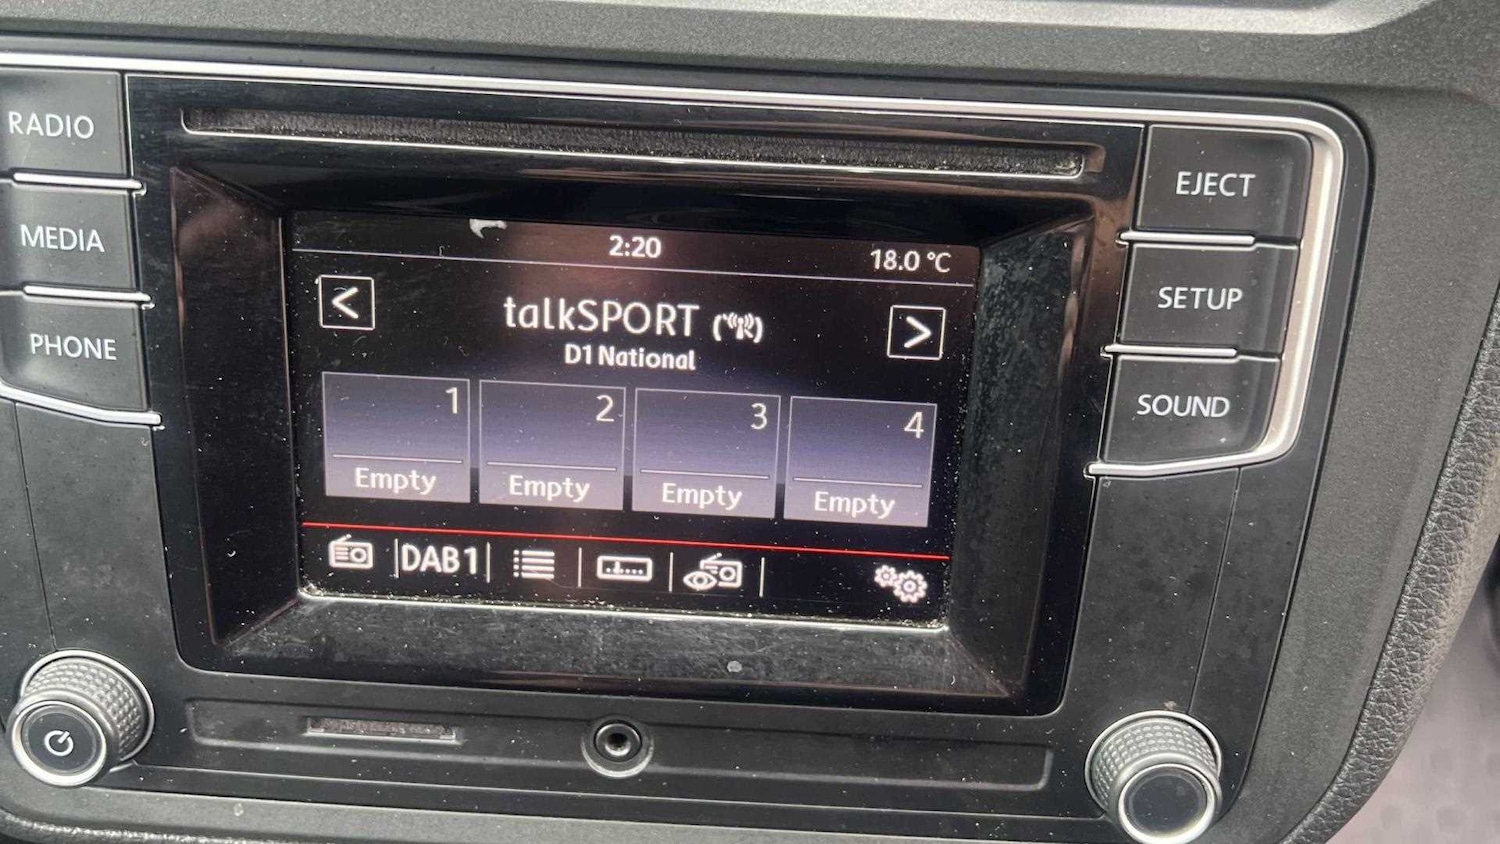 RADIO
MEDIA
PHONE
2:20
18.0 °C
<
talkSPORT
>
D1 National
1
2
3
4
Empty
Empty
Empty
Empty
DAB1
EJECT
SETUP
SOUND